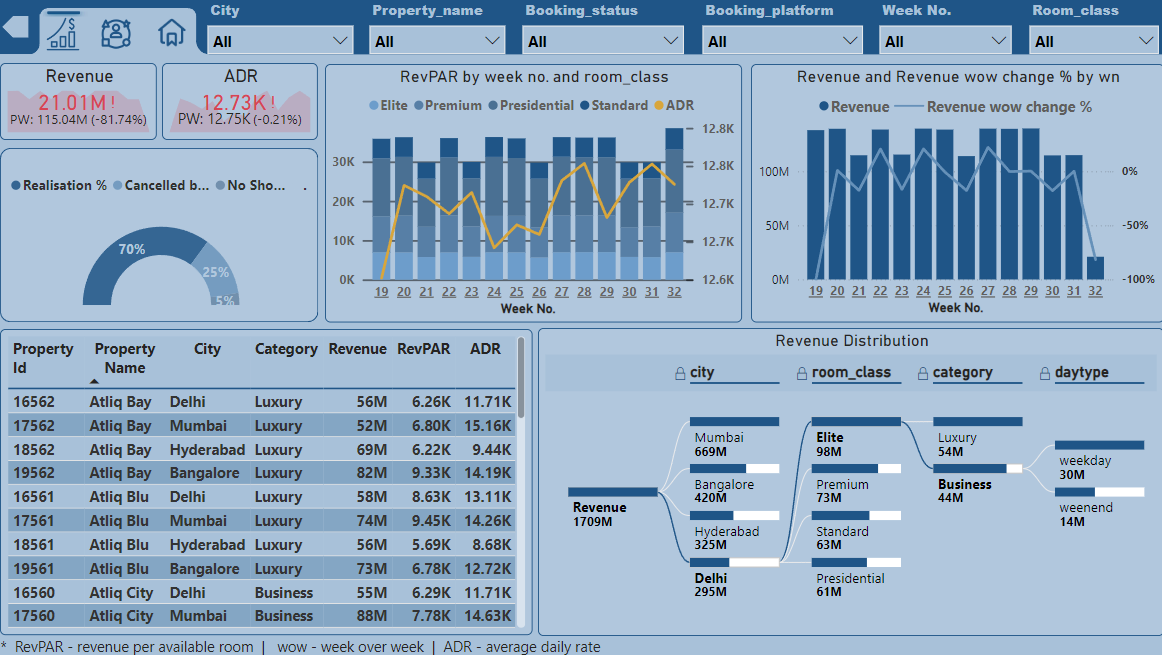 City Property_name Booking_status Booking_platform Week No. Room_class
All All All All All All
Revenue
21.01M!
PW: 115.04M (-81.74%)
ADR
12.73K!
PW: 12.75K (-0.21%)
Realisation % Cancelled b... No Sho... .
70%
25%
5%
RevPAR by week no. and room_class
Elite Premium Presidential Standard ADR
30K
20K
10K
0K
12.8K
12.8K
12.7K
12.7K
12.6K
19 20 21 22 23 24 25 26 27 28 29 30 31 32
Week No.
Revenue and Revenue wow change % by wn
Revenue Revenue wow change %
100M
50M
0M
0%
-50%
-100%
19 20 21 22 23 24 25 26 27 28 29 30 31 32
Week No.
Property Id Property Name City Category Revenue RevPAR ADR
16562 Atliq Bay Delhi Luxury 56M 6.26K 11.71K
17562 Atliq Bay Mumbai Luxury 52M 6.80K 15.16K
18562 Atliq Bay Hyderabad Luxury 69M 6.22K 9.44K
19562 Atliq Bay Bangalore Luxury 82M 9.33K 14.19K
16561 Atliq Blu Delhi Luxury 58M 8.63K 13.11K
17561 Atliq Blu Mumbai Luxury 74M 9.45K 14.26K
18561 Atliq Blu Hyderabad Luxury 56M 5.69K 8.68K
19561 Atliq Blu Bangalore Luxury 73M 6.78K 12.72K
16560 Atliq City Delhi Business 55M 6.29K 11.71K
17560 Atliq City Mumbai Business 88M 7.78K 14.63K
Revenue Distribution
city room_class category daytype
Revenue
1709M
Mumbai
669M
Bangalore
420M
Hyderabad
325M
Delhi
295M
Elite
98M
Premium
73M
Standard
63M
Presidential
61M
Luxury
54M
Business
44M
weekday
30M
weenend
14M
* RevPAR - revenue per available room | wow - week over week | ADR - average daily rate